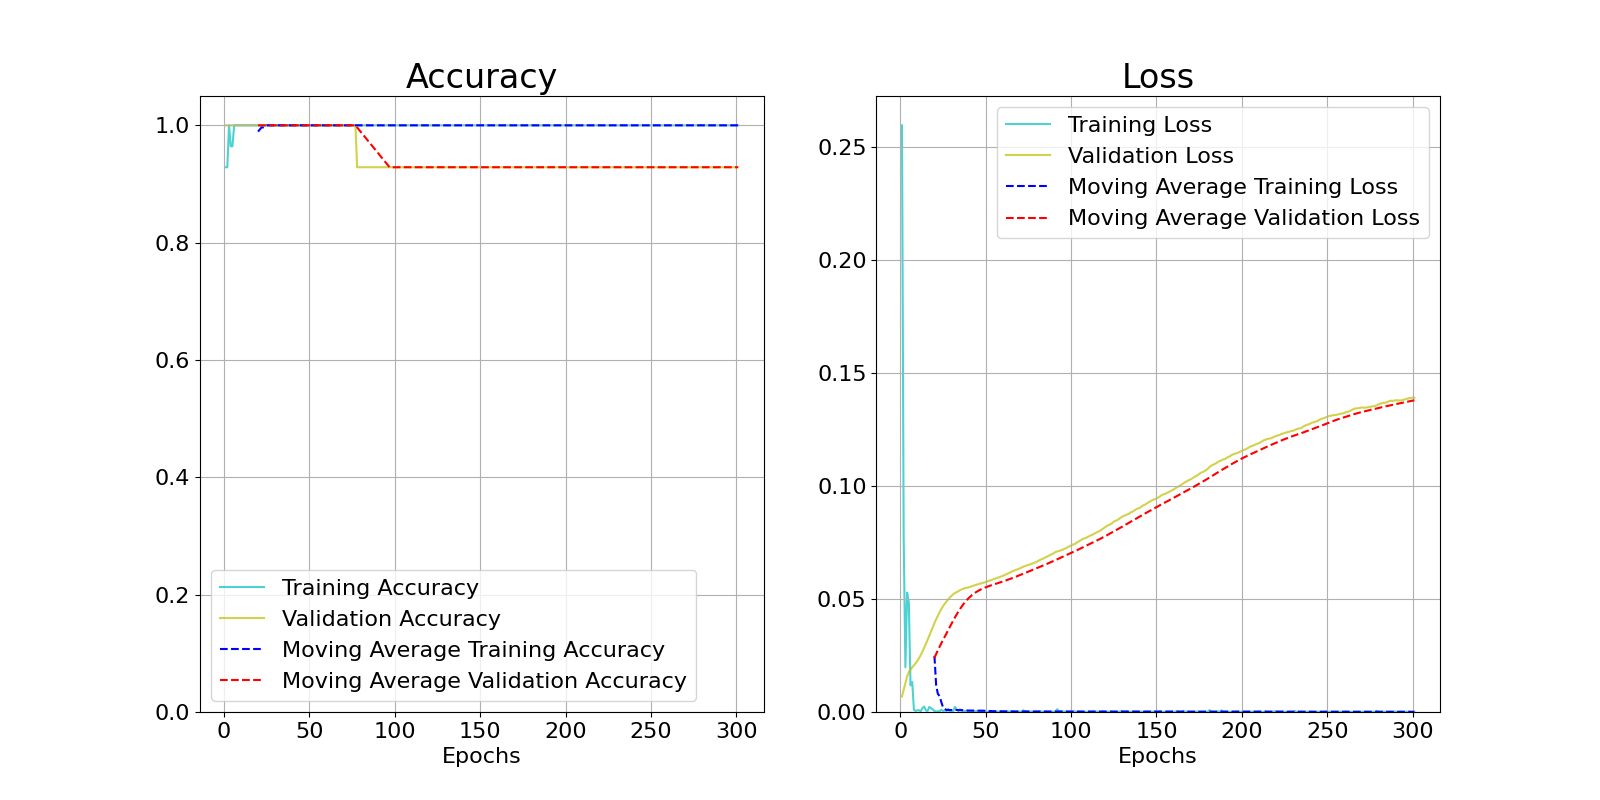 Accuracy
1.0
0.8
0.6
0.4
0.2
0.0
0 50 100 150 200 250 300
Epochs
Training Accuracy
Validation Accuracy
Moving Average Training Accuracy
Moving Average Validation Accuracy
Loss
0.25
0.20
0.15
0.10
0.05
0.00
0 50 100 150 200 250 300
Epochs
Training Loss
Validation Loss
Moving Average Training Loss
Moving Average Validation Loss